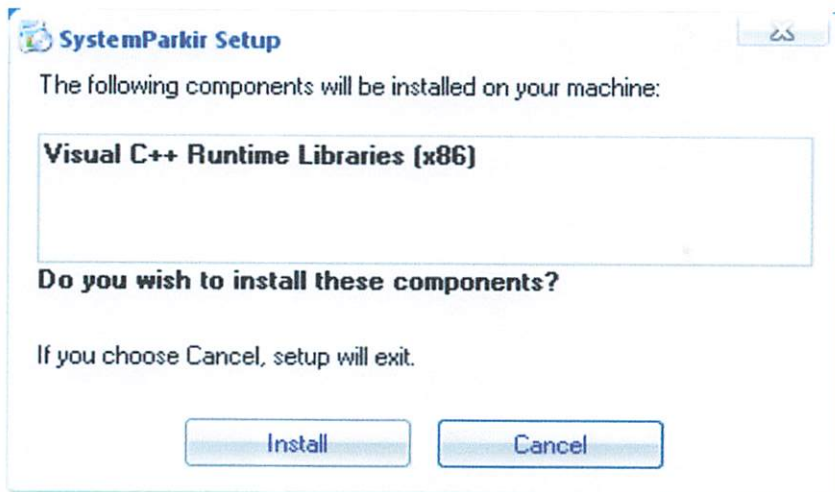 SystemParkir Setup
The following components will be installed on your machine:
Visual C++ Runtime Libraries (x86)
Do you wish to install these components?
If you choose Cancel, setup will exit.
Install
Cancel